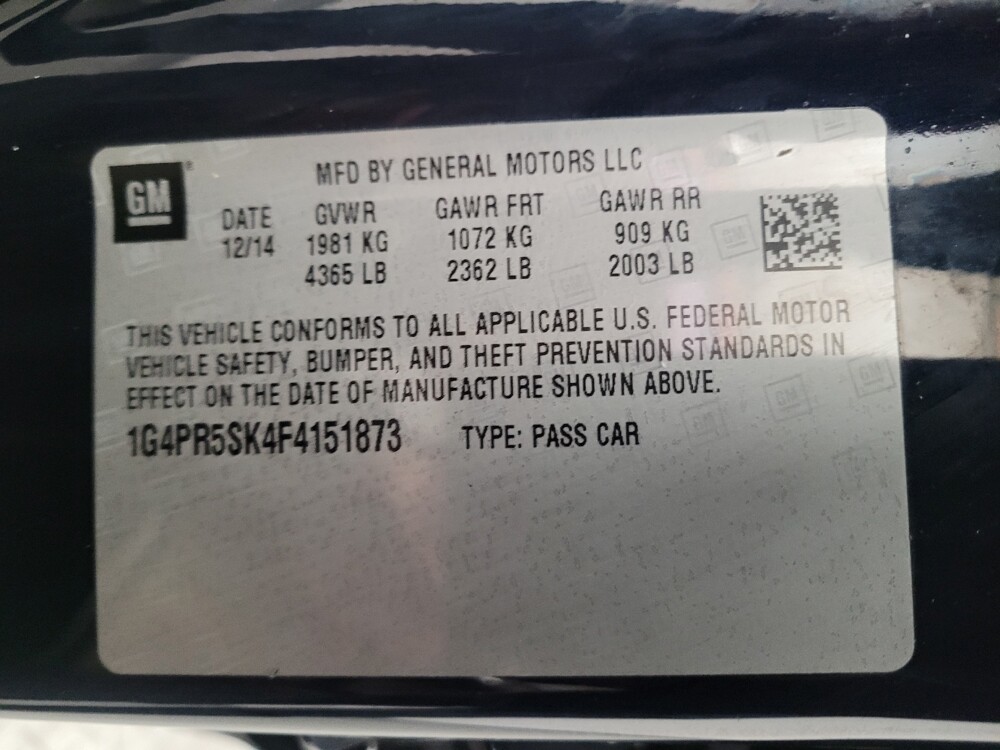 GM
MFD BY GENERAL MOTORS LLC
DATE GVWR GAWR FRT GAWR RR
12/14 1981 KG 1072 KG 909 KG
4365 LB 2362 LB 2003 LB
THIS VEHICLE CONFORMS TO ALL APPLICABLE U.S. FEDERAL MOTOR
VEHICLE SAFETY, BUMPER, AND THEFT PREVENTION STANDARDS IN
EFFECT ON THE DATE OF MANUFACTURE SHOWN ABOVE.
1G4PR5SK4F4151873 TYPE: PASS CAR